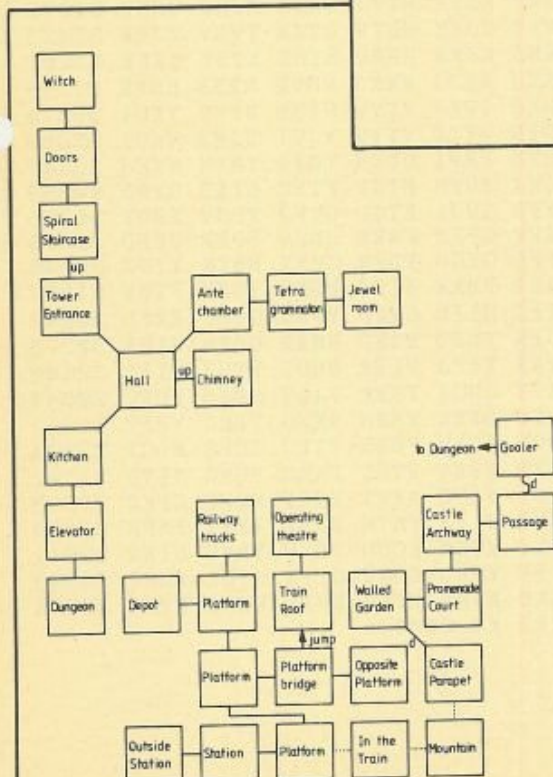 Witch
Doors
Spiral
Staircase
up
Tower
Entrance
Ante
chamber
Tetra
grammaton
Jewel
room
Hall
up
Chimney
Kitchen
to Dungeon
Gaoler
d
Elevator
Railway
tracks
Operating
theatre
Castle
Archway
Passage
Dungeon
Depot
Platform
Train
Roof
Walled
Garden
Promenade
Court
jump
d
Platform
Platform
bridge
Opposite
Platform
Castle
Parapet
Outside
Station
Station
Platform
In the
Train
Mountain